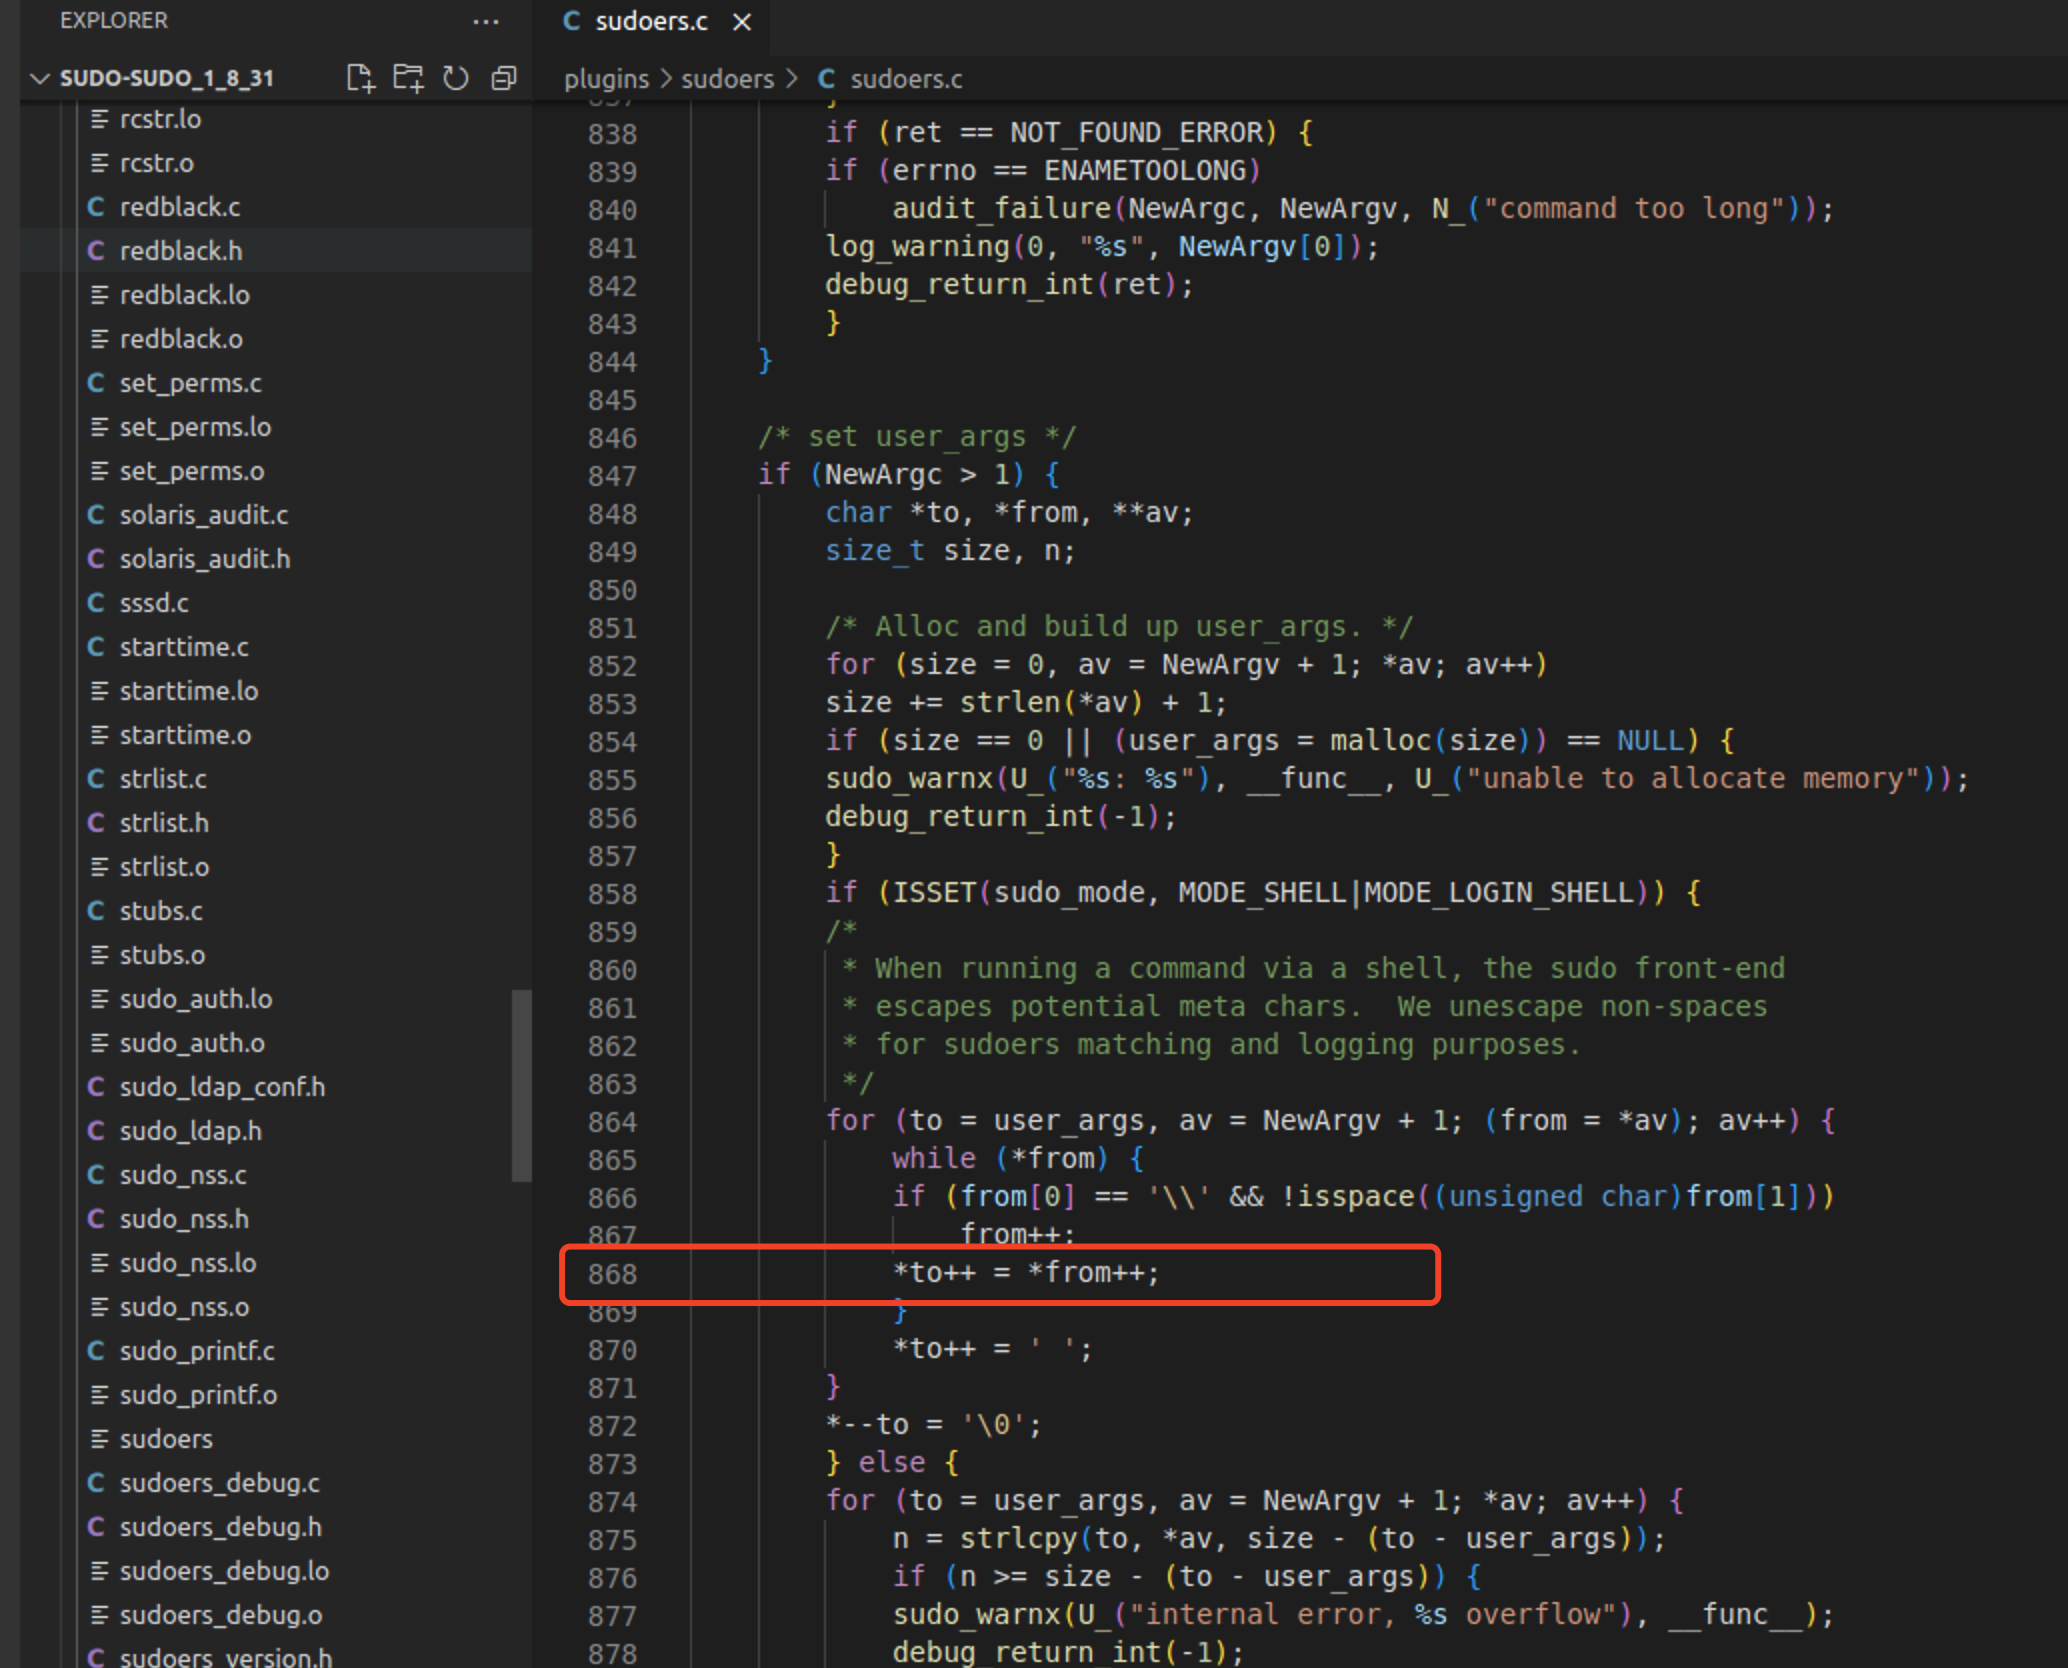 EXPLORER
SUDO-SUDO_1_8_31
rcstr.lo
rcstr.o
redblack.c
redblack.h
redblack.lo
redblack.o
set_perms.c
set_perms.lo
set_perms.o
solaris_audit.c
solaris_audit.h
sssd.c
starttime.c
starttime.lo
starttime.o
strlist.c
strlist.h
strlist.o
stubs.c
stubs.o
sudo_auth.lo
sudo_auth.o
sudo_ldap_conf.h
sudo_ldap.h
sudo_nss.c
sudo_nss.h
sudo_nss.lo
sudo_nss.o
sudo_printf.c
sudo_printf.o
sudoers
sudoers_debug.c
sudoers_debug.h
sudoers_debug.lo
sudoers_debug.o
sudoers_version.h
C sudoers.c
plugins > sudoers > C sudoers.c
837 }
838 if (ret == NOT_FOUND_ERROR) {
839 if (errno == ENAMETOOLONG)
840 audit_failure(NewArgc, NewArgv, N_("command too long"));
841 log_warning(0, "%s", NewArgv[0]);
842 debug_return_int(ret);
843 }
844 }
845
846 /* set user_args */
847 if (NewArgc > 1) {
848 char *to, *from, **av;
849 size_t size, n;
850
851 /* Alloc and build up user_args. */
852 for (size = 0, av = NewArgv + 1; *av; av++)
853 size += strlen(*av) + 1;
854 if (size == 0 || (user_args = malloc(size)) == NULL) {
855 sudo_warnx(U_("%s: %s"), __func__, U_("unable to allocate memory"));
856 debug_return_int(-1);
857 }
858 if (ISSET(sudo_mode, MODE_SHELL|MODE_LOGIN_SHELL)) {
859 /*
860 * When running a command via a shell, the sudo front-end
861 * escapes potential meta chars.  We unescape non-spaces
862 * for sudoers matching and logging purposes.
863 */
864 for (to = user_args, av = NewArgv + 1; (from = *av); av++) {
865 while (*from) {
866 if (from[0] == '\\' && !isspace((unsigned char)from[1]))
867 from++;
868 *to++ = *from++;
869 }
870 *to++ = ' ';
871 }
872 *--to = '\0';
873 } else {
874 for (to = user_args, av = NewArgv + 1; *av; av++) {
875 n = strlcpy(to, *av, size - (to - user_args));
876 if (n >= size - (to - user_args)) {
877 sudo_warnx(U_("internal error, %s overflow"), __func__);
878 debug_return_int(-1);